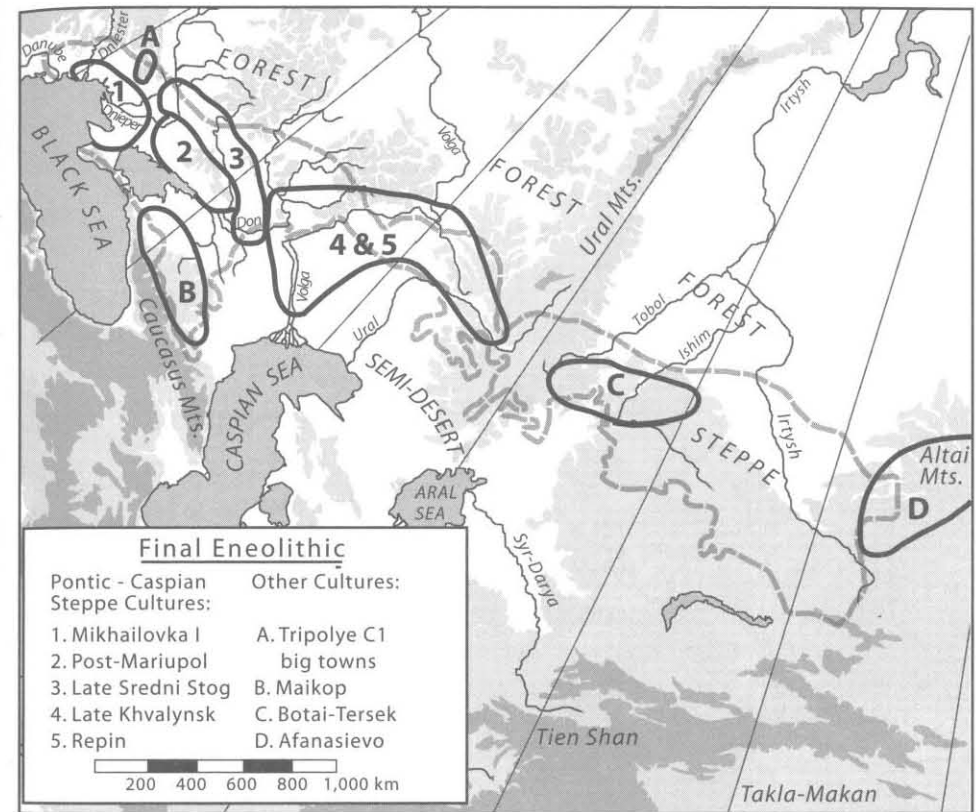 Danube
Dniester
A
FOREST
1
Dnieper
2
3
Volga
Irtysh
BLACK SEA
FOREST
Ural Mts.
Don
4 & 5
B
Volga
Caucasus Mts.
Ural
CASPIAN SEA
SEMI-DESERT
Tobol
FOREST
Ishim
C
STEPPE
Irtysh
Altai
Mts.
D
ARAL
SEA
Syr-Darya
Tien Shan
Takla-Makan
Final Eneolithic
Pontic - Caspian
Steppe Cultures:
1. Mikhailovka I
2. Post-Mariupol
3. Late Sredni Stog
4. Late Khvalynsk
5. Repin
Other Cultures:
A. Tripolye C1
big towns
B. Maikop
C. Botai-Tersek
D. Afanasievo
200 400 600 800 1,000 km